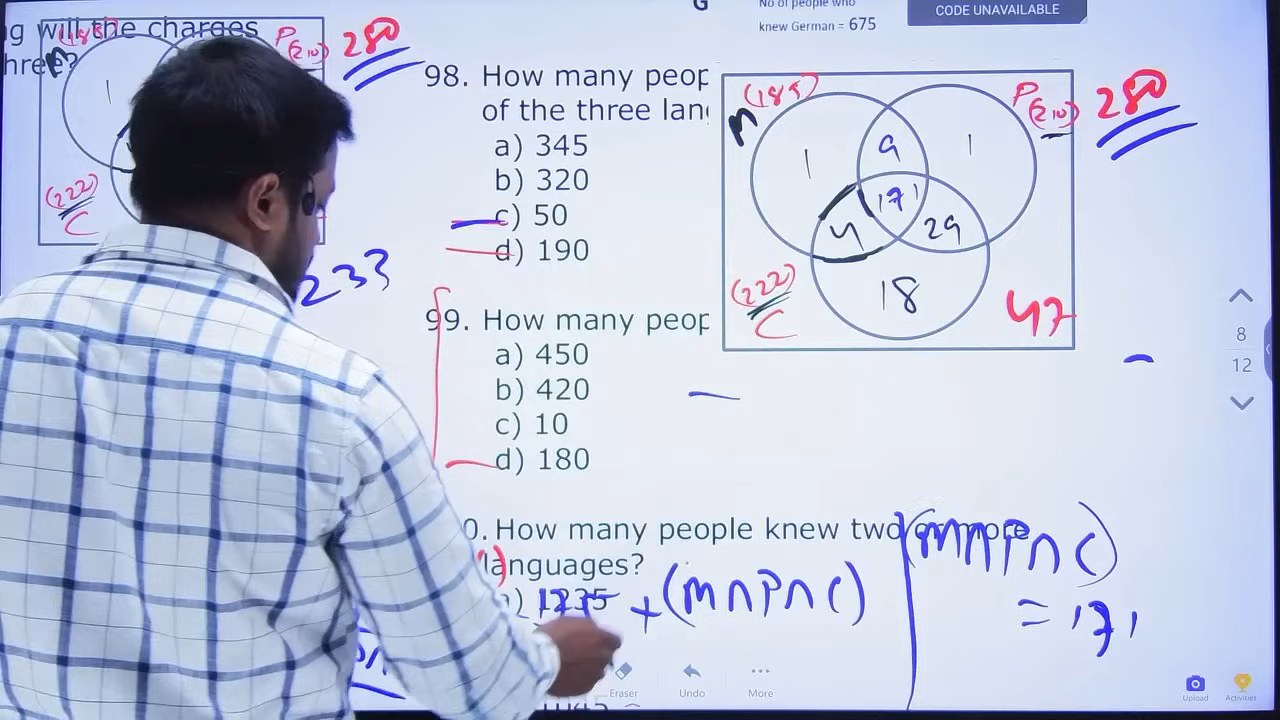 g will the charges
hree?
(185)
M
P(210)
280
1
(222)
C
233
98. How many peop
of the three lang
a) 345
b) 320
c) 50
d) 190
99. How many peop
a) 450
b) 420
c) 10
d) 180
0. How many people knew two or more
languages?
+(M∩P∩C)
(M∩P∩C)
= 171
G
No of people who
knew German = 675
CODE UNAVAILABLE
M
(185)
P(210)
280
1
9
1
171
4
29
18
(222)
C
47
8
12
Eraser
Undo
More
Upload
Activities